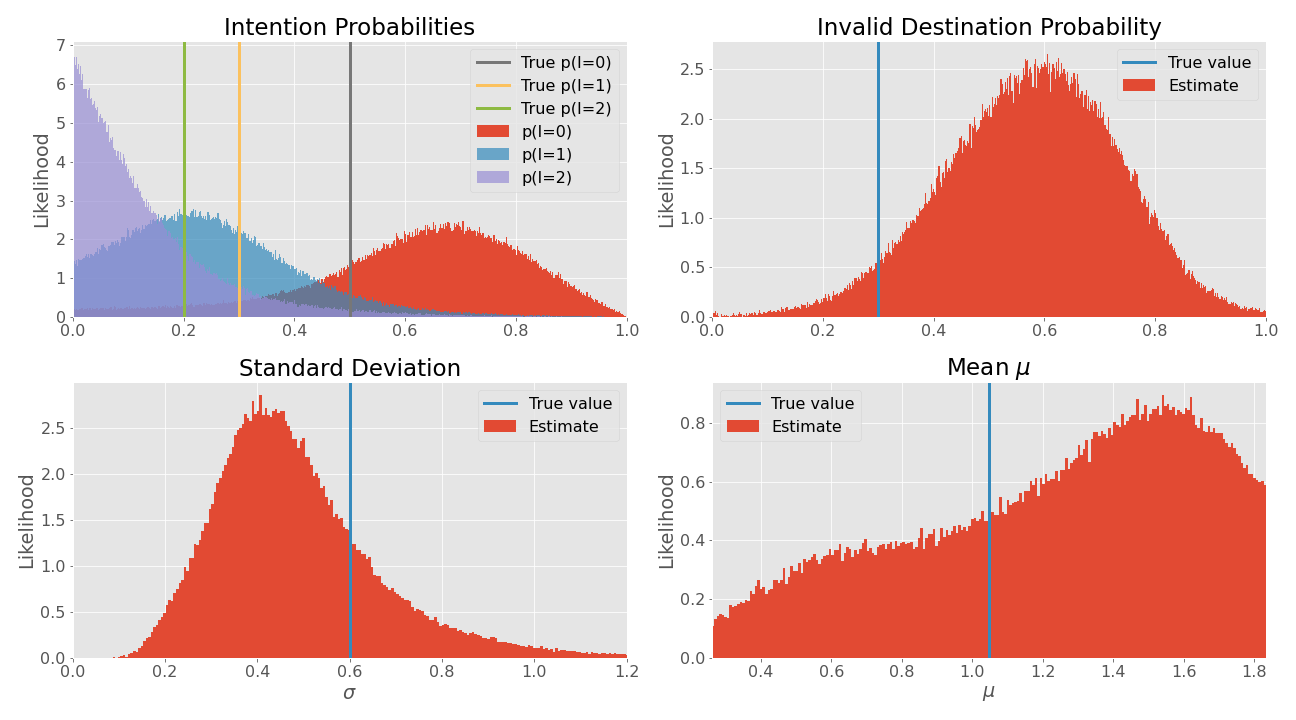 Intention Probabilities
Likelihood
7
6
5
4
3
2
1
0
0.0 0.2 0.4 0.6 0.8 1.0
True p(I=0)
True p(I=1)
True p(I=2)
p(I=0)
p(I=1)
p(I=2)
Invalid Destination Probability
Likelihood
2.5
2.0
1.5
1.0
0.5
0.0
0.0 0.2 0.4 0.6 0.8 1.0
True value
Estimate
Standard Deviation
Likelihood
2.5
2.0
1.5
1.0
0.5
0.0
0.0 0.2 0.4 0.6 0.8 1.0 1.2
σ
True value
Estimate
Mean μ
Likelihood
0.8
0.6
0.4
0.2
0.0
0.4 0.6 0.8 1.0 1.2 1.4 1.6 1.8
μ
True value
Estimate